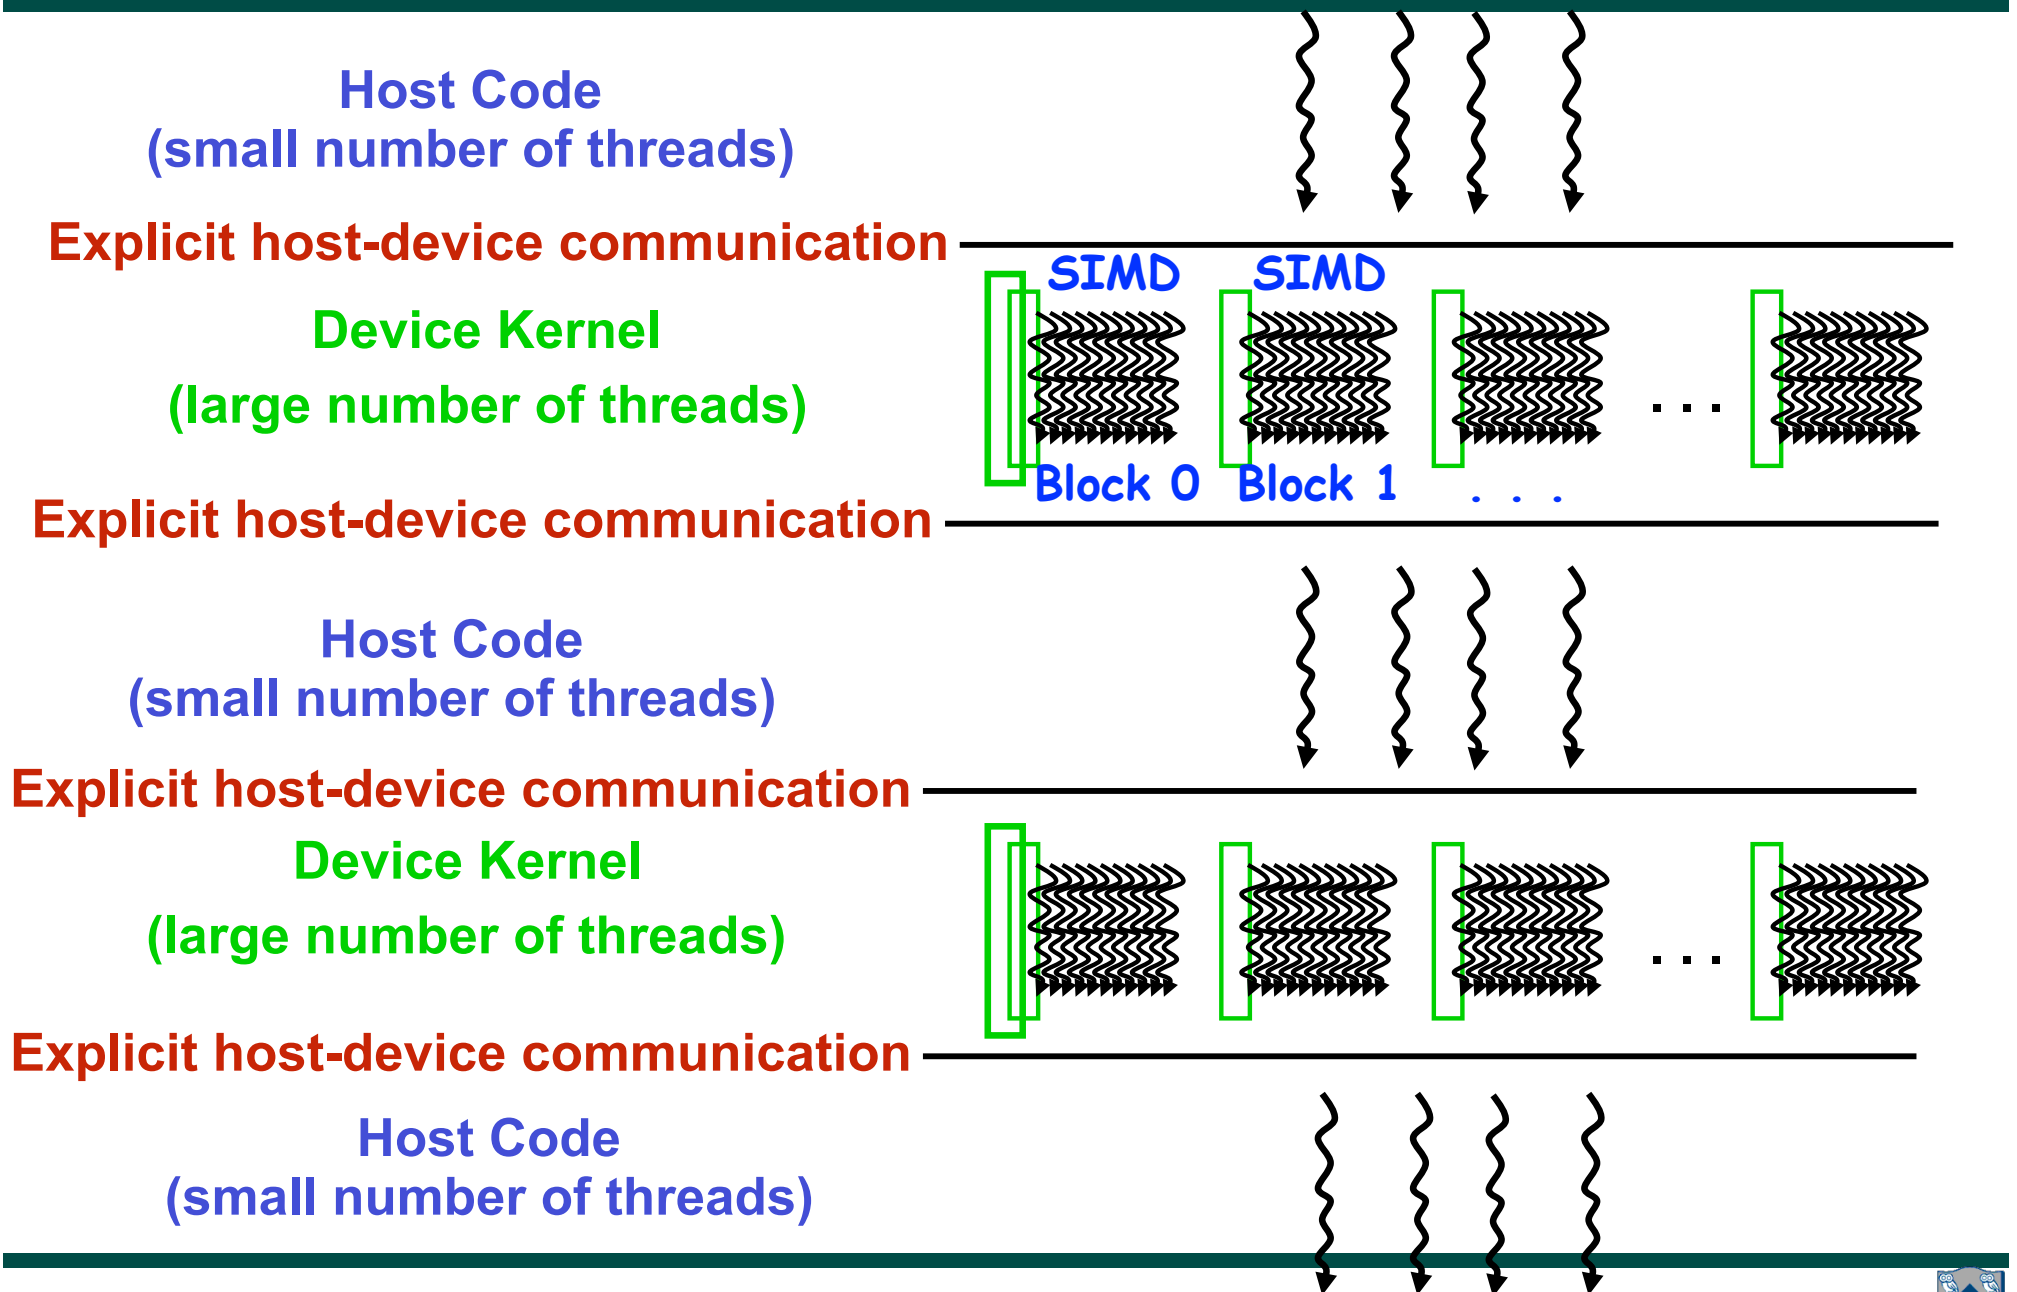 Host Code
(small number of threads)
Explicit host-device communication
SIMD SIMD
Device Kernel
(large number of threads)
. . .
Block 0 Block 1 . . .
Explicit host-device communication
Host Code
(small number of threads)
Explicit host-device communication
Device Kernel
(large number of threads)
. . .
Explicit host-device communication
Host Code
(small number of threads)